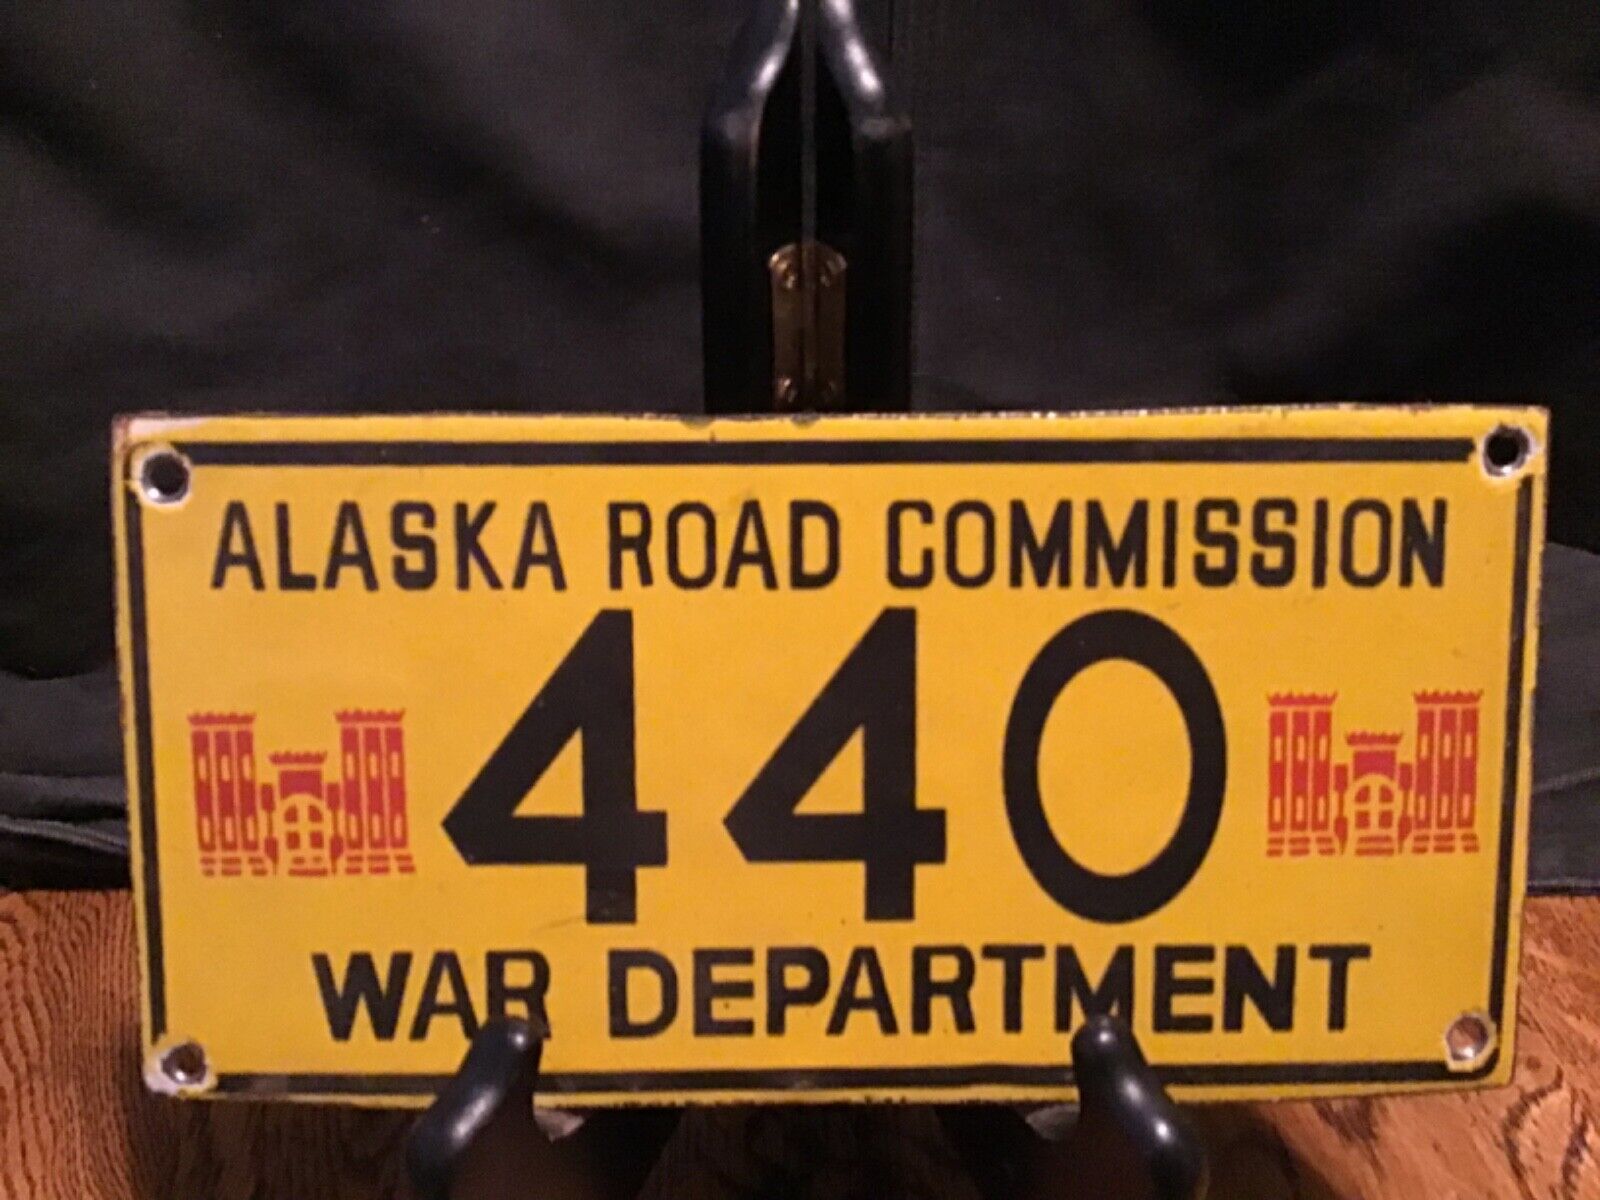 ALASKA ROAD COMMISSION
440
WAR DEPARTMENT